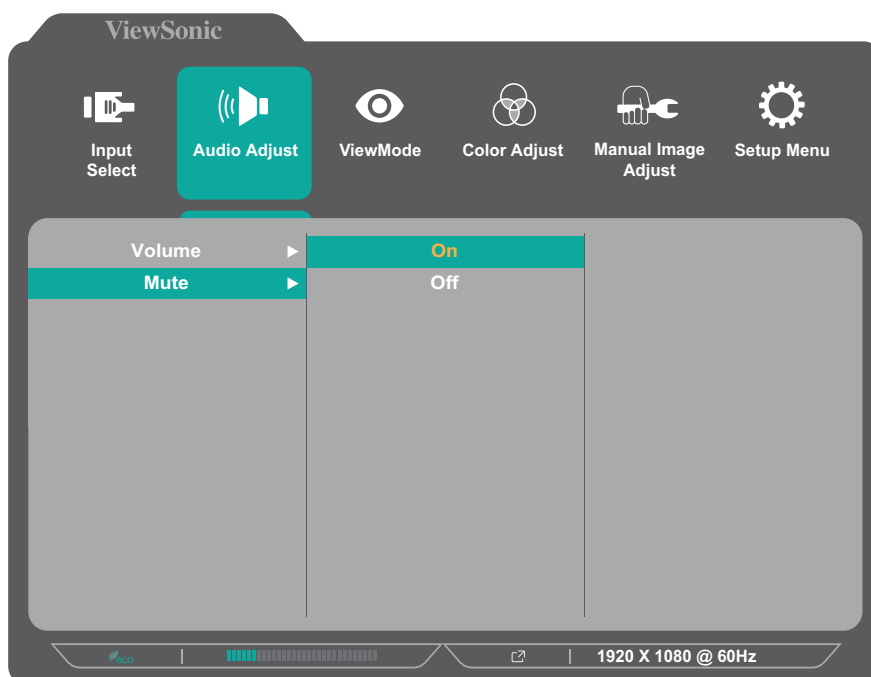 ViewSonic
Input
Select
Audio Adjust
ViewMode
Color Adjust
Manual Image
Adjust
Setup Menu
Volume
On
Mute
Off
eco
1920 X 1080 @ 60Hz